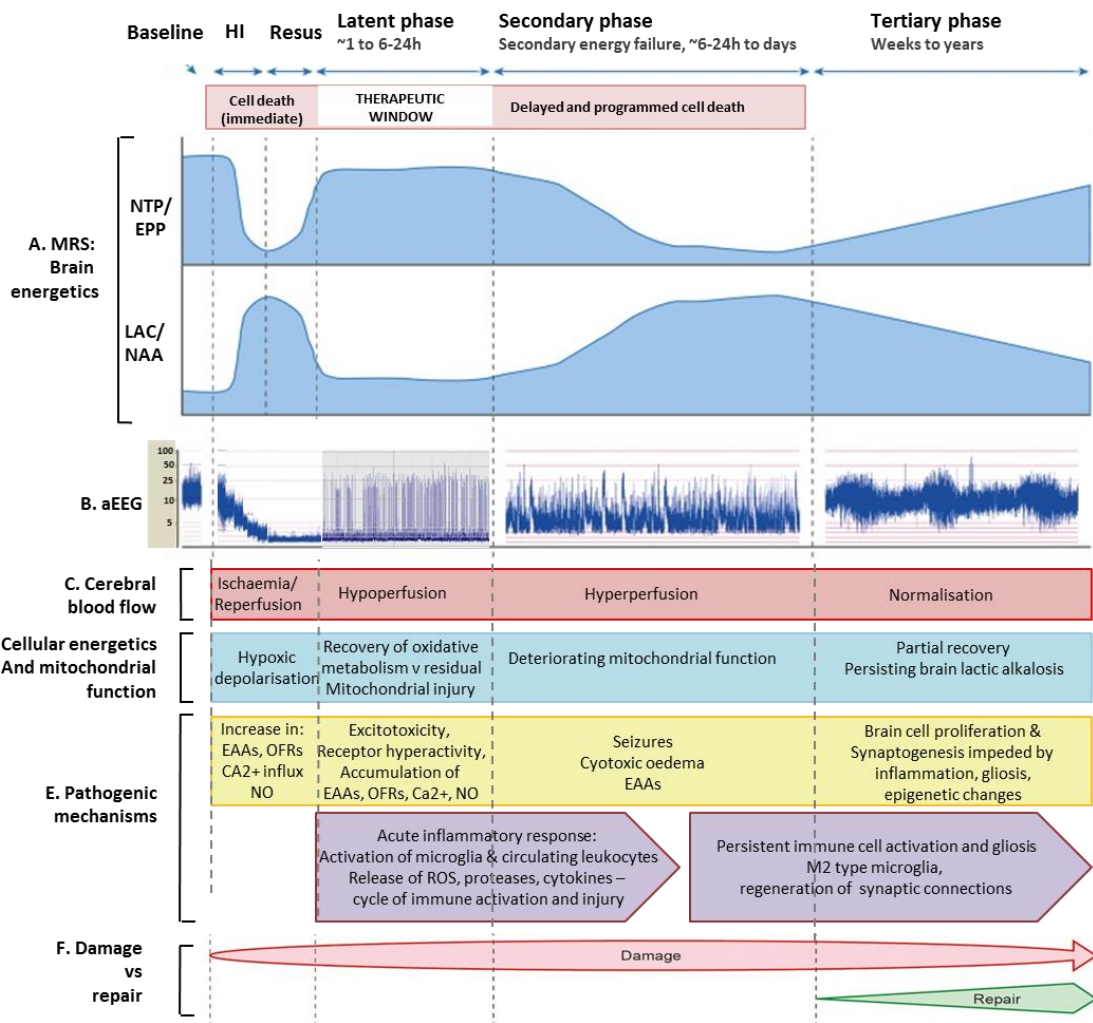 Baseline
HI
Resus
Latent phase
~1 to 6-24h
Secondary phase
Secondary energy failure, ~6-24h to days
Tertiary phase
Weeks to years
Cell death
(immediate)
THERAPEUTIC
WINDOW
Delayed and programmed cell death
A. MRS:
Brain
energetics
NTP/
EPP
LAC/
NAA
B. aEEG
100
50
25
10
5
C. Cerebral
blood flow
Ischaemia/
Reperfusion
Hypoperfusion
Hyperperfusion
Normalisation
Cellular energetics
And mitochondrial
function
Hypoxic
depolarisation
Recovery of oxidative
metabolism v residual
Mitochondrial injury
Deteriorating mitochondrial function
Partial recovery
Persisting brain lactic alkalosis
E. Pathogenic
mechanisms
Increase in:
EAAs, OFRs
CA2+ influx
NO
Excitotoxicity,
Receptor hyperactivity,
Accumulation of
EAAs, OFRs, Ca2+, NO
Seizures
Cyotoxic oedema
EAAs
Brain cell proliferation &
Synaptogenesis impeded by
inflammation, gliosis,
epigenetic changes
Acute inflammatory response:
Activation of microglia & circulating leukocytes
Release of ROS, proteases, cytokines –
cycle of immune activation and injury
Persistent immune cell activation and gliosis
M2 type microglia,
regeneration of synaptic connections
F. Damage
vs
repair
Damage
Repair